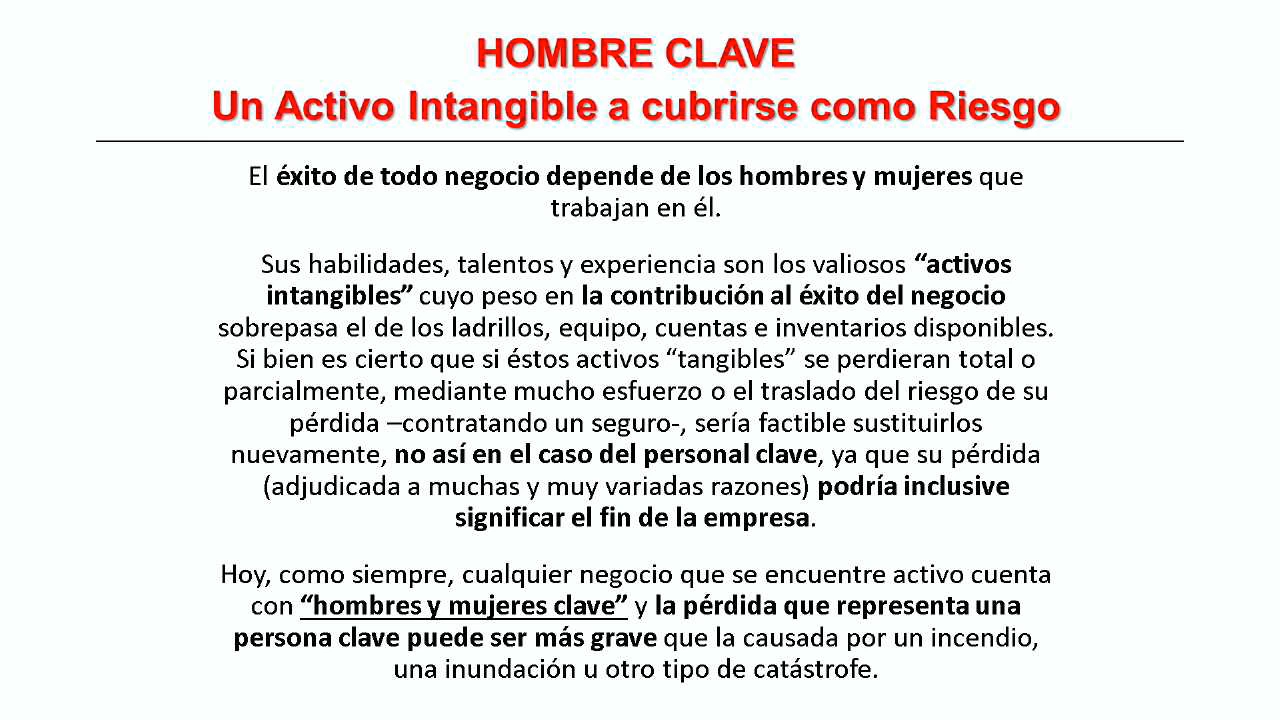 HOMBRE CLAVE
Un Activo Intangible a cubrirse como Riesgo
El éxito de todo negocio depende de los hombres y mujeres que
trabajan en él.
Sus habilidades, talentos y experiencia son los valiosos “activos
intangibles” cuyo peso en la contribución al éxito del negocio
sobrepasa el de los ladrillos, equipo, cuentas e inventarios disponibles.
Si bien es cierto que si éstos activos “tangibles” se perdieran total o
parcialmente, mediante mucho esfuerzo o el traslado del riesgo de su
pérdida –contratando un seguro-, sería factible sustituirlos
nuevamente, no así en el caso del personal clave, ya que su pérdida
(adjudicada a muchas y muy variadas razones) podría inclusive
significar el fin de la empresa.
Hoy, como siempre, cualquier negocio que se encuentre activo cuenta
con “hombres y mujeres clave” y la pérdida que representa una
persona clave puede ser más grave que la causada por un incendio,
una inundación u otro tipo de catástrofe.